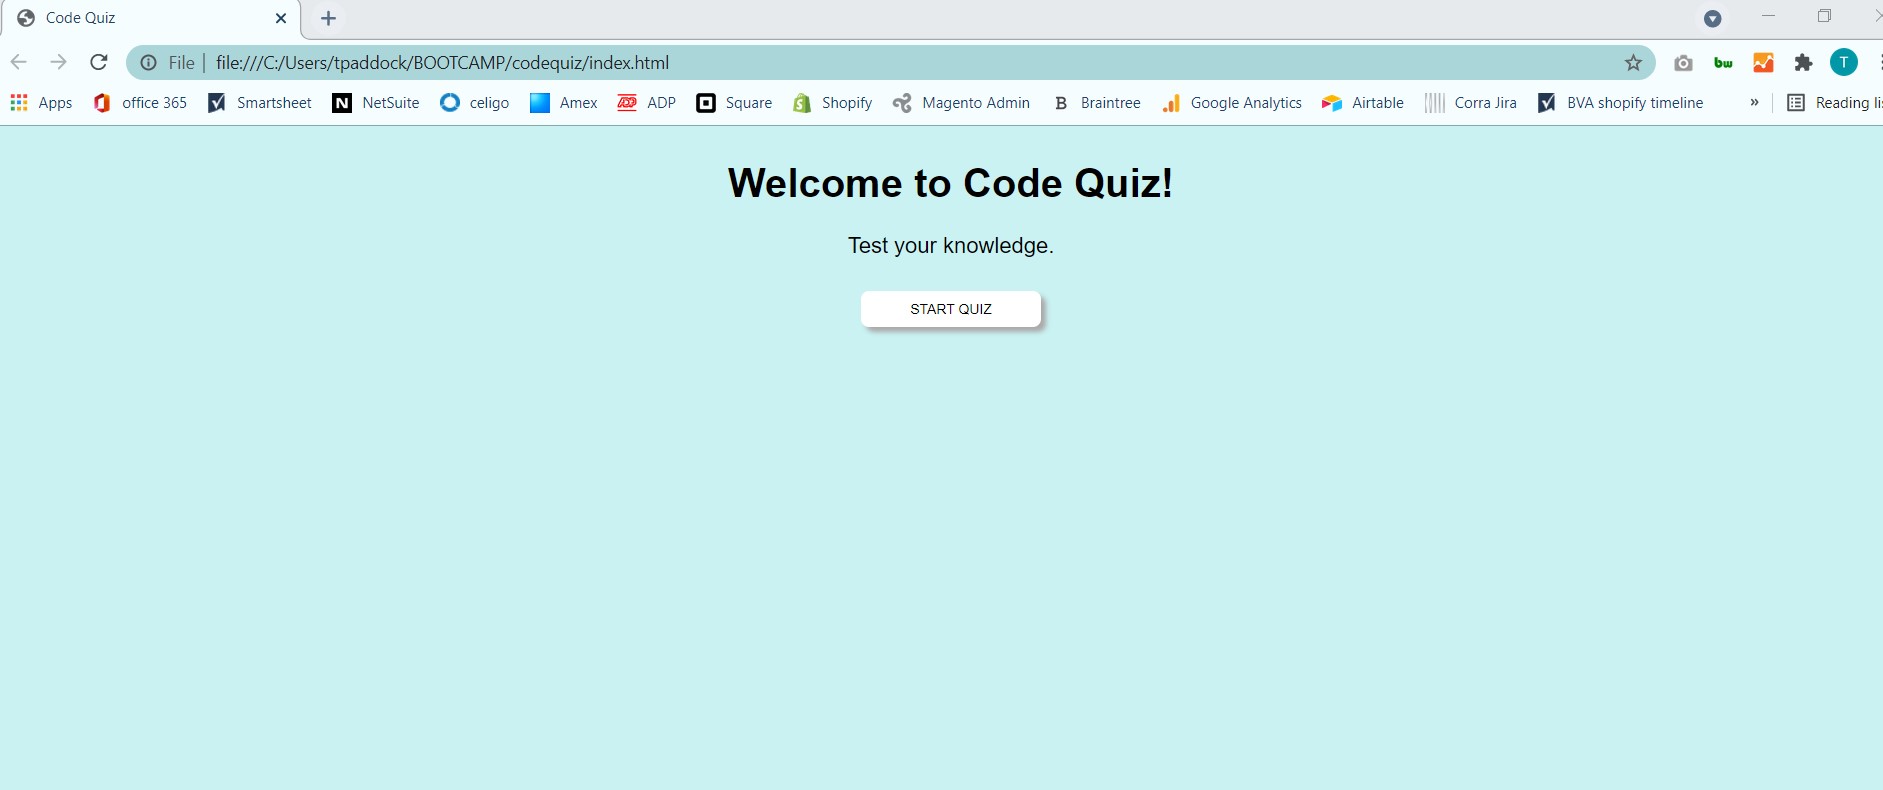 Code Quiz
File | file:///C:/Users/tpaddock/BOOTCAMP/codequiz/index.html bw T
Apps office 365 Smartsheet N NetSuite celigo Amex ADP Square Shopify Magento Admin B Braintree Google Analytics Airtable Corra Jira BVA shopify timeline » Reading li
Welcome to Code Quiz!
Test your knowledge.
START QUIZ